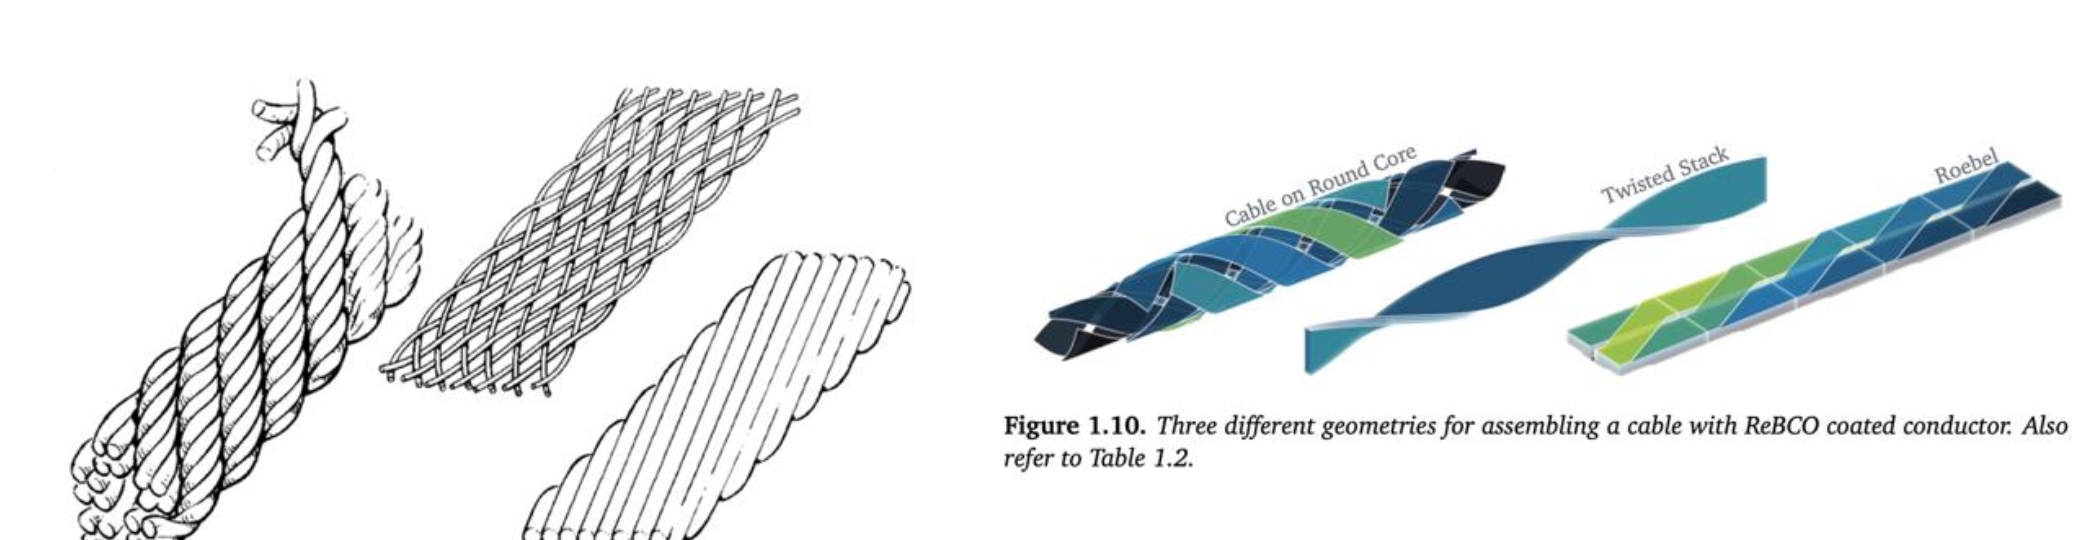 Cable on Round Core
Twisted Stack
Roebel
Figure 1.10. Three different geometries for assembling a cable with ReBCO coated conductor. Also
refer to Table 1.2.